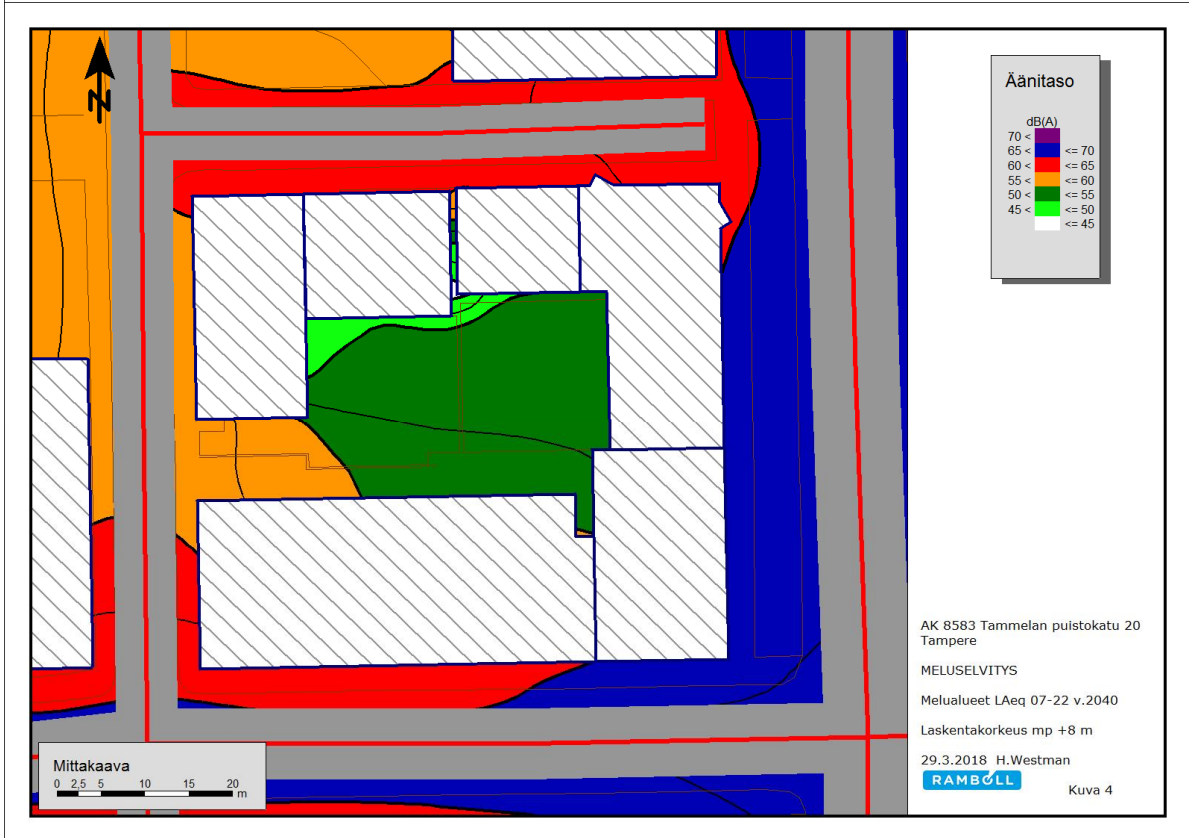 N
Äänitaso
dB(A)
70 <
65 < <= 70
60 < <= 65
55 < <= 60
50 < <= 55
45 < <= 50
<= 45
AK 8583 Tammelan puistokatu 20
Tampere
MELUSELVITYS
Melualueet LAeq 07-22 v.2040
Laskentakorkeus mp +8 m
29.3.2018 H.Westman
RAMBOLL
Kuva 4
Mittakaava
0 2,5 5 10 15 20
m